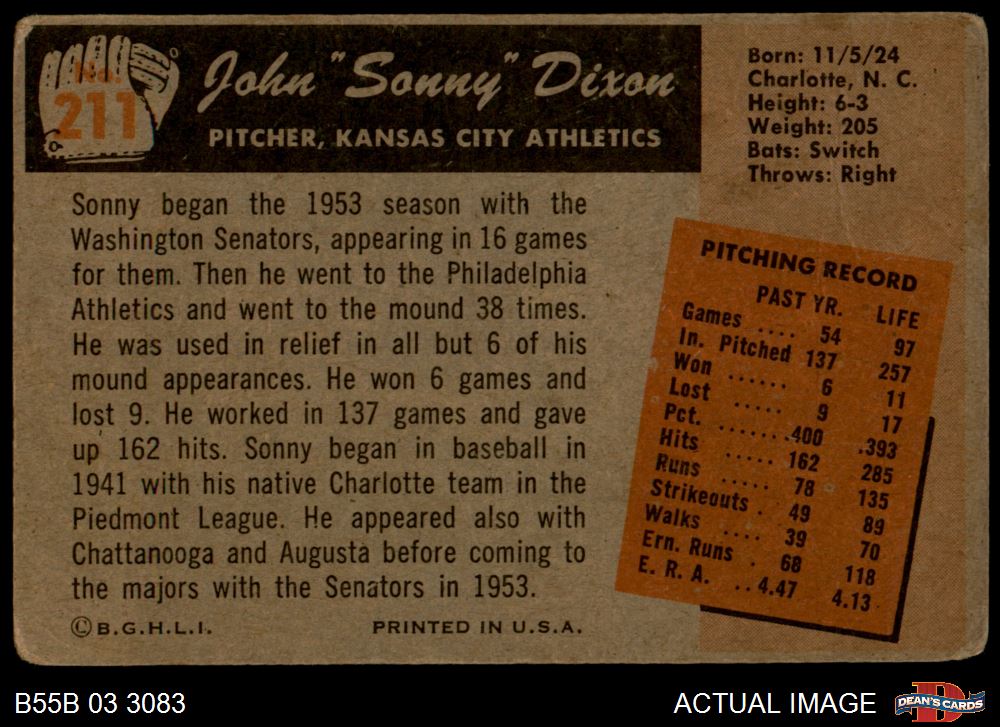 No.
211
John "Sonny" Dixon
PITCHER, KANSAS CITY ATHLETICS
Born: 11/5/24
Charlotte, N. C.
Height: 6-3
Weight: 205
Bats: Switch
Throws: Right
Sonny began the 1953 season with the
Washington Senators, appearing in 16 games
for them. Then he went to the Philadelphia
Athletics and went to the mound 38 times.
He was used in relief in all but 6 of his
mound appearances. He won 6 games and
lost 9. He worked in 137 games and gave
up 162 hits. Sonny began in baseball in
1941 with his native Charlotte team in the
Piedmont League. He appeared also with
Chattanooga and Augusta before coming to
the majors with the Senators in 1953.
PITCHING RECORD
PAST YR. LIFE
Games .... 54 97
In. Pitched 137 257
Won ...... 6 11
Lost ..... 9 17
Pct. .......400 .393
Hits ..... 162 285
Runs ..... 78 135
Strikeouts . 49 89
Walks .... 39 70
Ern. Runs . 68 118
E. R. A. ..4.47 4.13
©B.G.H.L.I. PRINTED IN U.S.A.
B55B 03 3083 ACTUAL IMAGE
D
DEAN'S CARDS